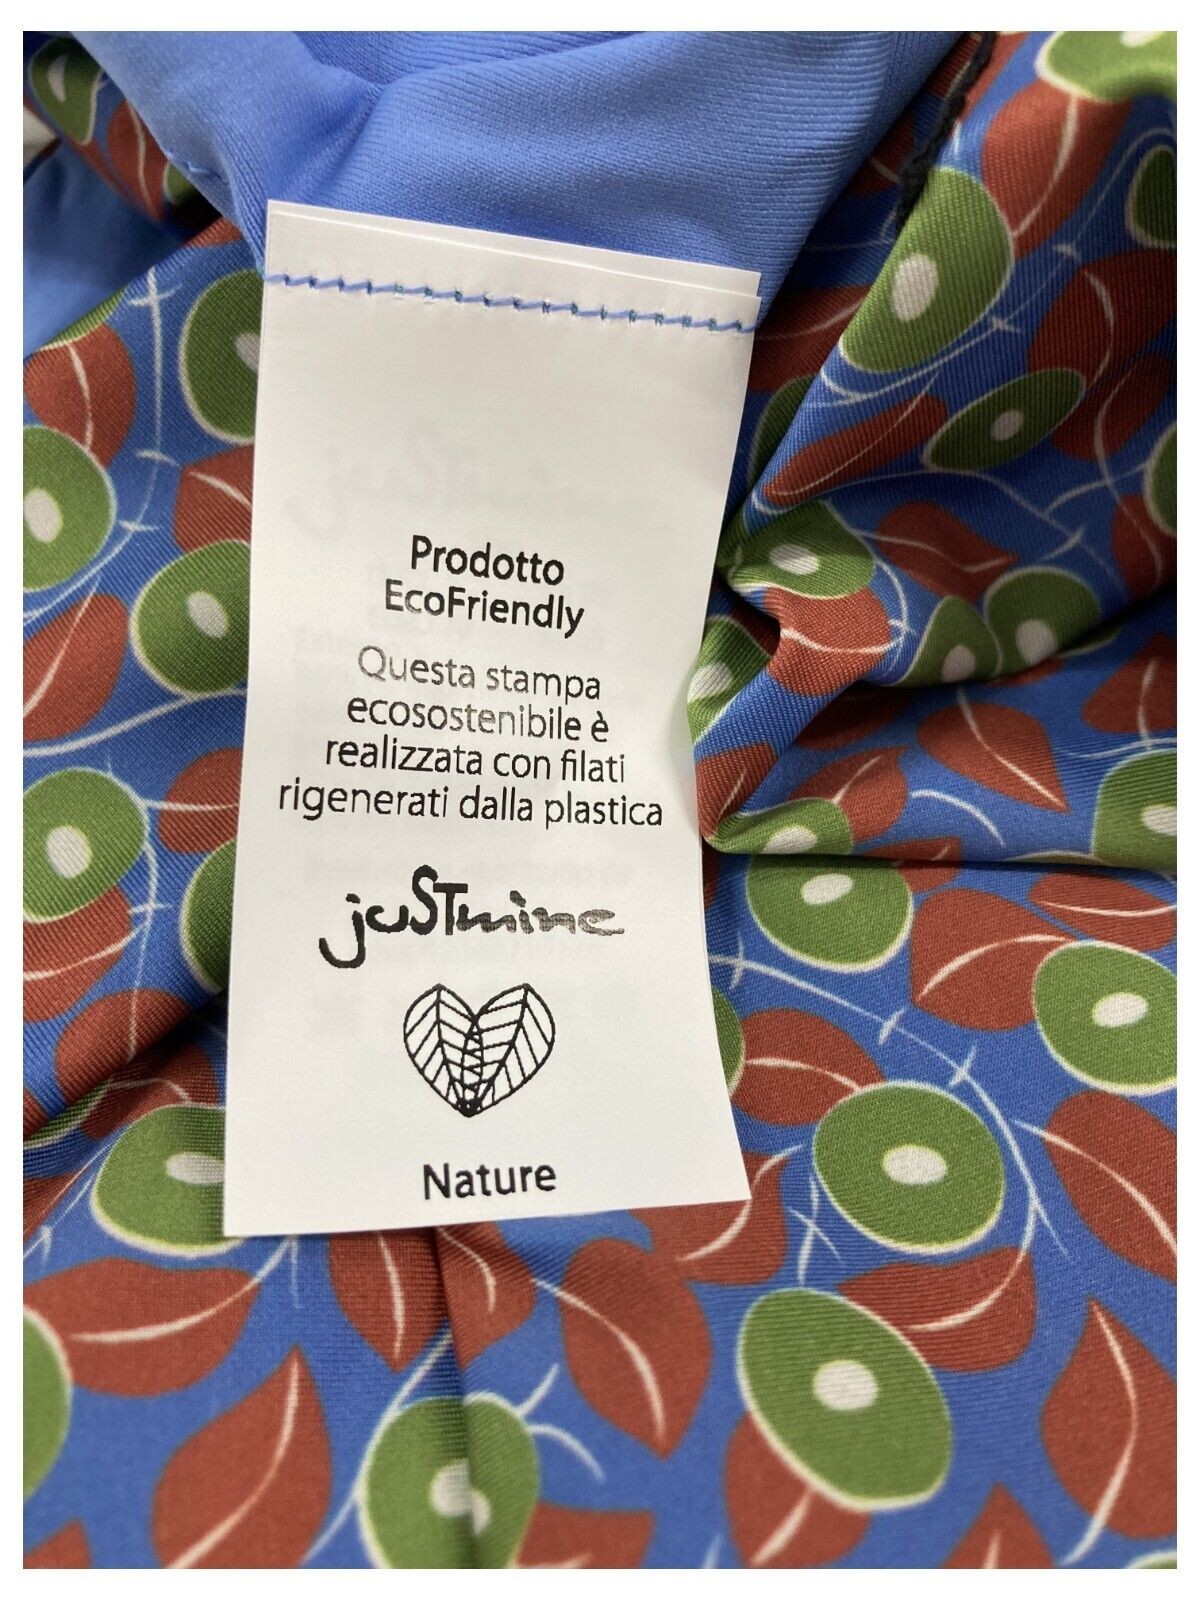 Prodotto
EcoFriendly
Questa stampa
ecosostenibile è
realizzata con filati
rigenerati dalla plastica
juSTmine
Nature